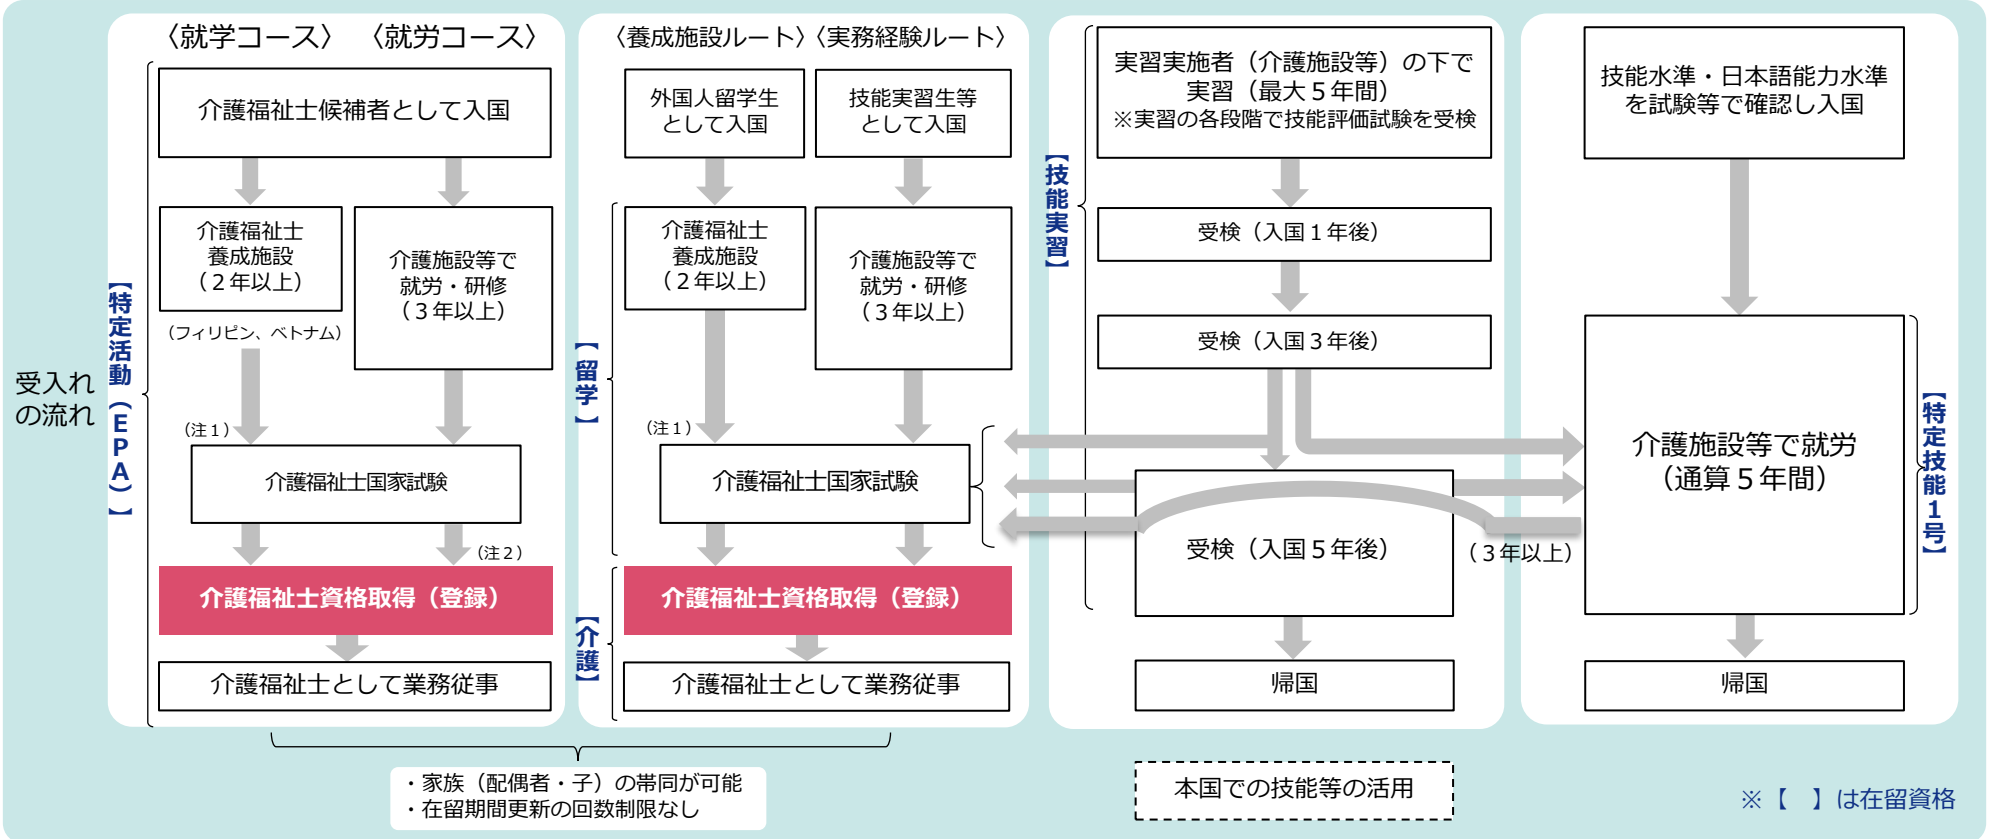 受入れ
の流れ
〈就学コース〉 〈就労コース〉
介護福祉士候補者として入国
介護福祉士
養成施設
（２年以上）
（フィリピン、ベトナム）
介護施設等で
就労・研修
（３年以上）
【特定活動（ＥＰＡ）】
（注１）
介護福祉士国家試験
（注２）
介護福祉士資格取得（登録）
介護福祉士として業務従事
〈養成施設ルート〉〈実務経験ルート〉
外国人留学生
として入国
技能実習生等
として入国
介護福祉士
養成施設
（２年以上）
介護施設等で
就労・研修
（３年以上）
【留学】
（注１）
介護福祉士国家試験
【介護】
介護福祉士資格取得（登録）
介護福祉士として業務従事
・家族（配偶者・子）の帯同が可能
・在留期間更新の回数制限なし
【技能実習】
実習実施者（介護施設等）の下で
実習（最大５年間）
※実習の各段階で技能評価試験を受検
受検（入国１年後）
受検（入国３年後）
受検（入国５年後）
帰国
本国での技能等の活用
技能水準・日本語能力水準
を試験等で確認し入国
介護施設等で就労
（通算５年間）
【特定技能１号】
（３年以上）
帰国
※【　】は在留資格